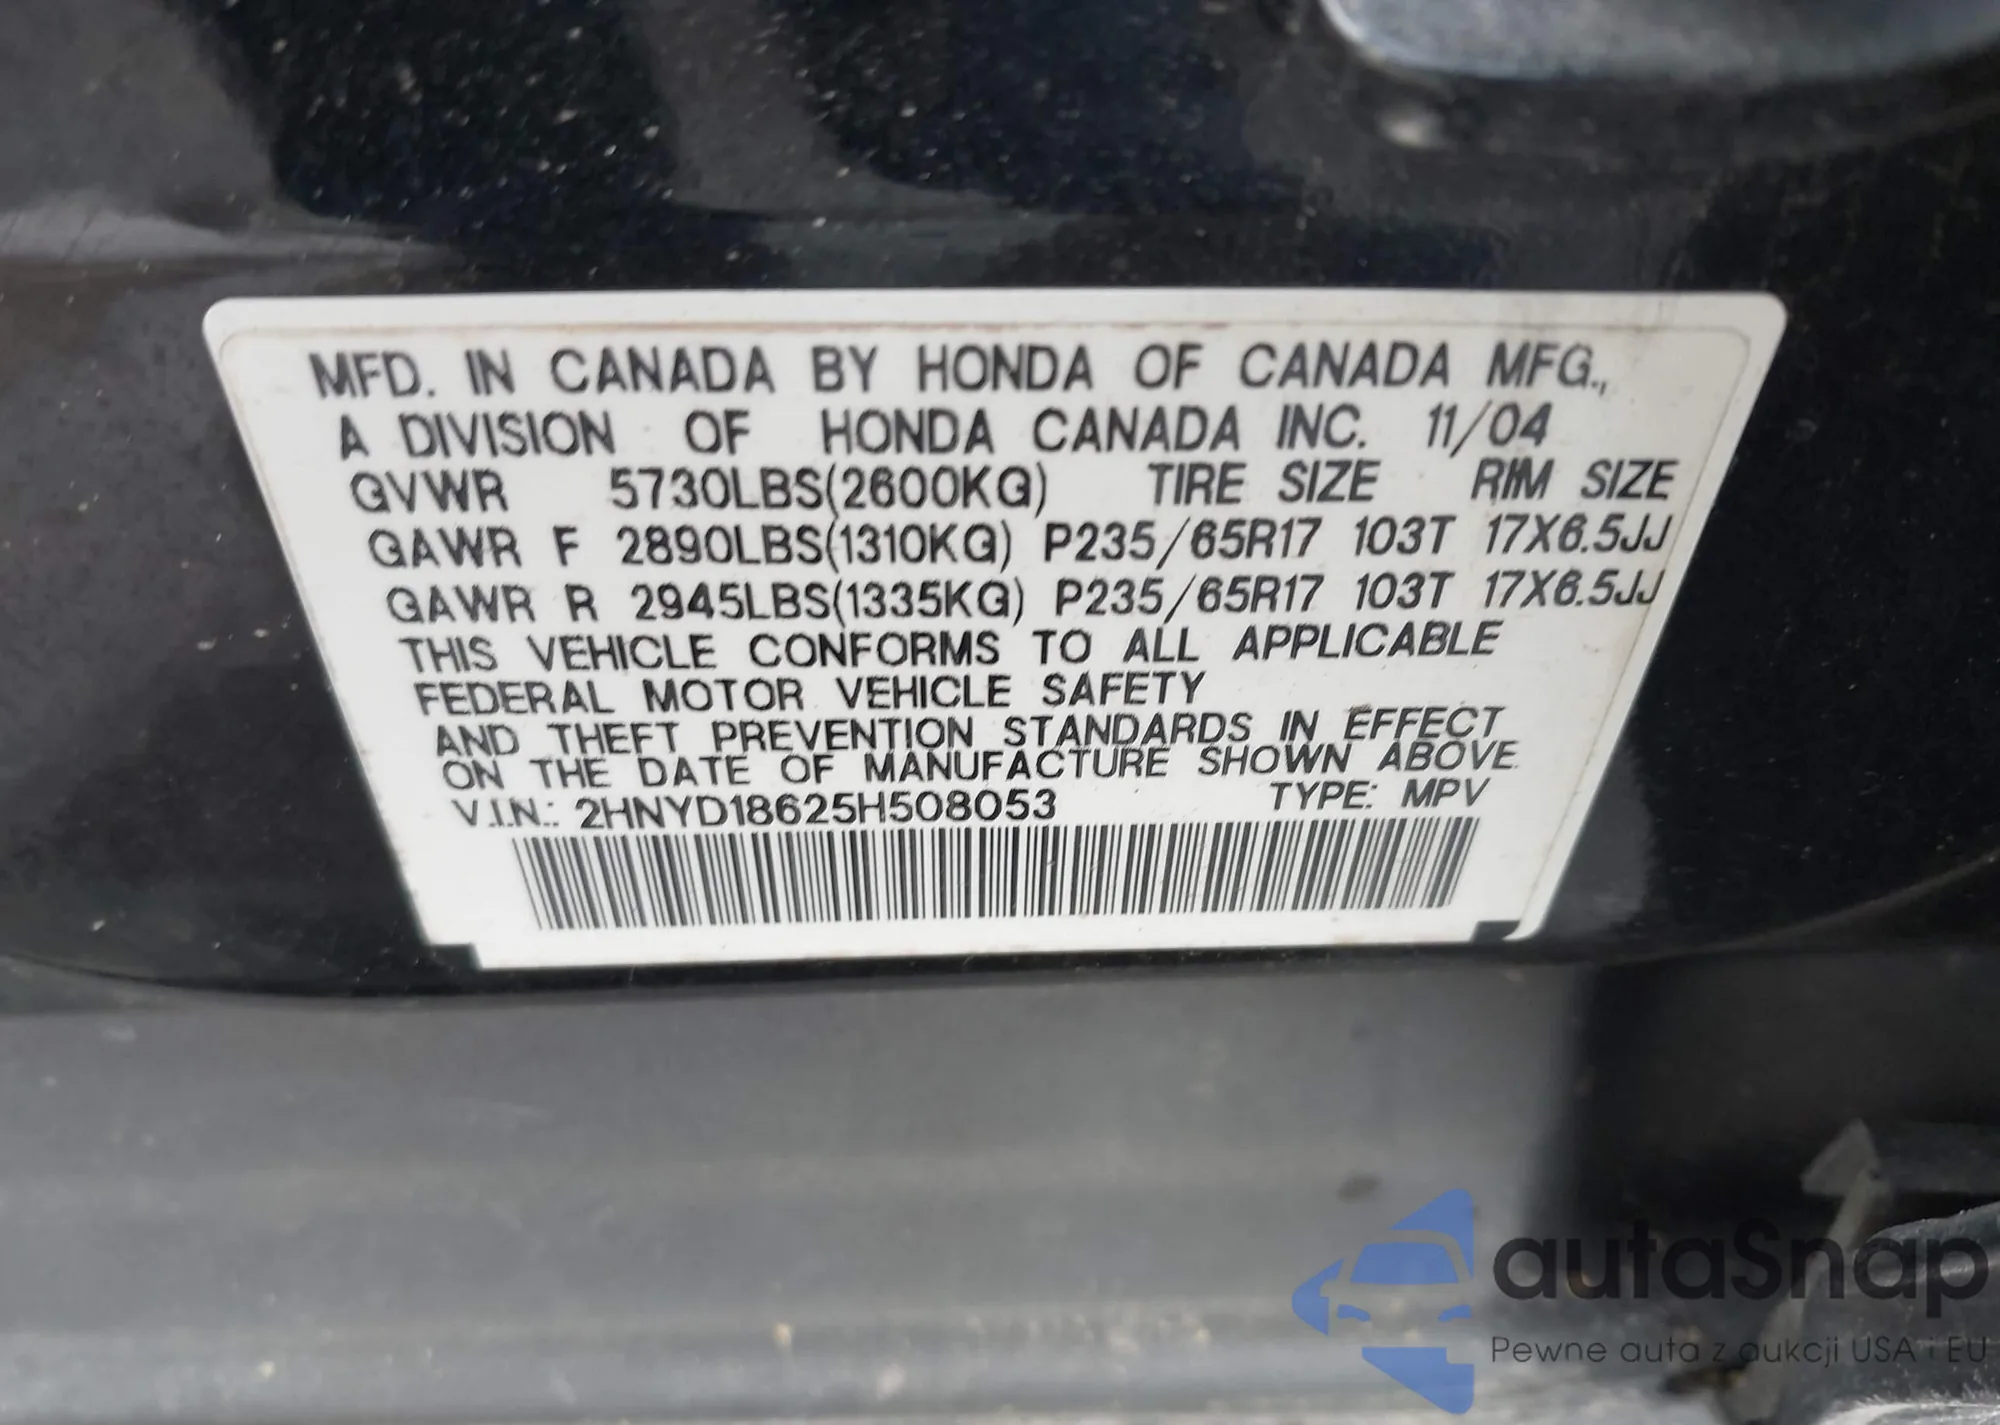 MFD. IN CANADA BY HONDA OF CANADA MFG.,
A DIVISION OF HONDA CANADA INC. 11/04
GVWR 5730LBS(2600KG) TIRE SIZE RIM SIZE
GAWR F 2890LBS(1310KG) P235/65R17 103T 17X6.5JJ
GAWR R 2945LBS(1335KG) P235/65R17 103T 17X6.5JJ
THIS VEHICLE CONFORMS TO ALL APPLICABLE
FEDERAL MOTOR VEHICLE SAFETY
AND THEFT PREVENTION STANDARDS IN EFFECT
ON THE DATE OF MANUFACTURE SHOWN ABOVE.
V.I.N.: 2HNYD18625H508053 TYPE: MPV
autaSnap
Pewne auta z aukcji USA i EU